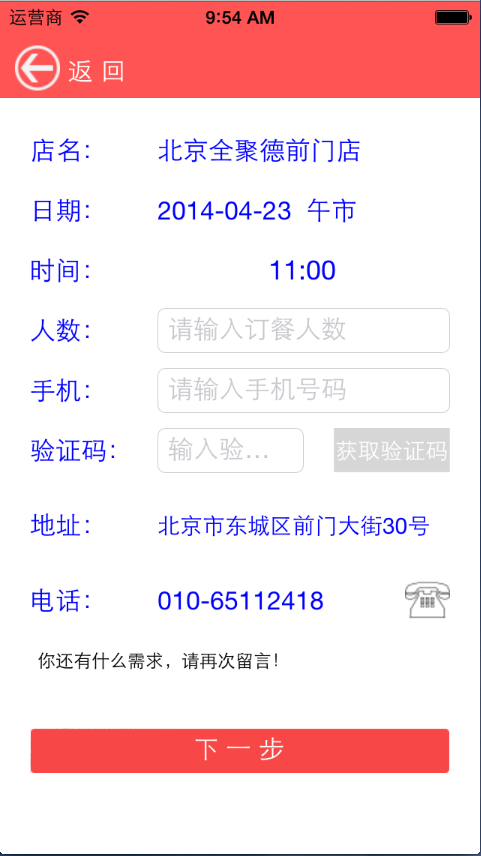 运营商 9:54 AM
返 回
店名： 北京全聚德前门店
日期： 2014-04-23 午市
时间： 11:00
人数： 请输入订餐人数
手机： 请输入手机号码
验证码： 输入验... 获取验证码
地址： 北京市东城区前门大街30号
电话： 010-65112418
你还有什么需求，请再次留言！
下 一 步